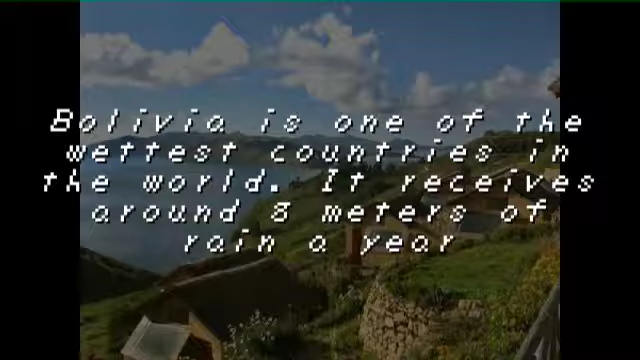 Bolivia is one of the
wettest countries in
the world. It receives
around 8 meters of
rain a year